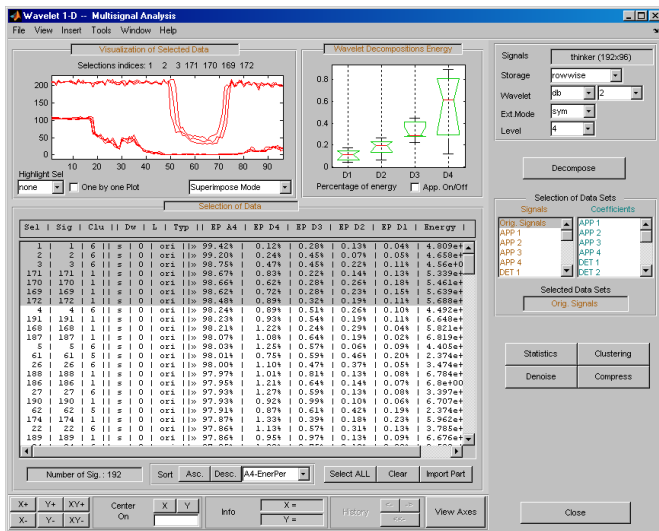 Wavelet 1-D -- Multisignal Analysis
File View Insert Tools Window Help
Visualization of Selected Data
Selections indices: 1 2 3 171 170 169 172
200
150
100
50
0
10 20 30 40 50 60 70 80 90
Highlight Sel
none
One by one Plot
Superimpose Mode
Wavelet Decompositions Energy
0.8
0.6
0.4
0.2
0
D1 D2 D3 D4
Percentage of energy
App. On/Off
Signals thinker (192x96)
Storage rowwise
Wavelet db 2
Ext.Mode sym
Level 4
Decompose
Selection of Data Sets
Signals Coefficients
Orig. Signals APP 1
APP 1 APP 2
APP 2 APP 3
APP 3 APP 4
APP 4 DET 1
DET 1 DET 2
Selected Data Sets
Orig. Signals
Statistics Clustering
Denoise Compress
Close
Selection of Data
Sel | Sig | Clu || Dw | L | Typ || EP A4 | EP D4 | EP D3 | EP D2 | EP D1 | Energy |
1 | 1 | 6 || s | 0 | ori ||» 99.42% | 0.12% | 0.28% | 0.13% | 0.04% | 4.809e+
2 | 2 | 6 || s | 0 | ori ||» 99.20% | 0.24% | 0.45% | 0.07% | 0.05% | 4.658e+
3 | 3 | 6 || s | 0 | ori ||» 98.75% | 0.47% | 0.45% | 0.22% | 0.11% | 4.56e+0
171 | 171 | 1 || s | 0 | ori ||» 98.67% | 0.83% | 0.22% | 0.14% | 0.13% | 5.339e+
170 | 170 | 1 || s | 0 | ori ||» 98.66% | 0.62% | 0.28% | 0.26% | 0.18% | 5.461e+
169 | 169 | 1 || s | 0 | ori ||» 98.62% | 0.72% | 0.28% | 0.23% | 0.15% | 5.639e+
172 | 172 | 1 || s | 0 | ori ||» 98.48% | 0.89% | 0.32% | 0.19% | 0.11% | 5.688e+
4 | 4 | 6 || s | 0 | ori ||» 98.24% | 0.89% | 0.51% | 0.26% | 0.10% | 4.492e+
191 | 191 | 1 || s | 0 | ori ||» 98.23% | 0.93% | 0.54% | 0.19% | 0.11% | 6.648e+
168 | 168 | 1 || s | 0 | ori ||» 98.21% | 1.22% | 0.24% | 0.29% | 0.04% | 5.821e+
187 | 187 | 1 || s | 0 | ori ||» 98.07% | 1.08% | 0.64% | 0.19% | 0.02% | 6.819e+
5 | 5 | 6 || s | 0 | ori ||» 98.03% | 1.25% | 0.57% | 0.06% | 0.09% | 4.405e+
61 | 61 | 5 || s | 0 | ori ||» 98.01% | 0.75% | 0.59% | 0.46% | 0.20% | 2.374e+
26 | 26 | 6 || s | 0 | ori ||» 98.00% | 1.10% | 0.47% | 0.37% | 0.05% | 3.474e+
188 | 188 | 1 || s | 0 | ori ||» 97.97% | 1.01% | 0.81% | 0.13% | 0.08% | 6.784e+
186 | 186 | 1 || s | 0 | ori ||» 97.95% | 1.21% | 0.64% | 0.14% | 0.07% | 6.8e+00
27 | 27 | 6 || s | 0 | ori ||» 97.93% | 1.27% | 0.59% | 0.13% | 0.08% | 3.397e+
190 | 190 | 1 || s | 0 | ori ||» 97.93% | 0.92% | 0.99% | 0.10% | 0.06% | 6.707e+
62 | 62 | 5 || s | 0 | ori ||» 97.91% | 0.87% | 0.61% | 0.42% | 0.19% | 2.374e+
174 | 174 | 1 || s | 0 | ori ||» 97.87% | 1.33% | 0.39% | 0.18% | 0.23% | 5.962e+
22 | 22 | 6 || s | 0 | ori ||» 97.86% | 1.13% | 0.57% | 0.31% | 0.13% | 3.785e+
189 | 189 | 1 || s | 0 | ori ||» 97.86% | 0.95% | 0.97% | 0.13% | 0.09% | 6.676e+
Number of Sig. : 192
Sort Asc. Desc. A4-EnerPer
Select ALL Clear Import Part
X+ Y+ XY+
X- Y- XY-
Center On X Y
Info X = Y =
History <- -> <<-
View Axes